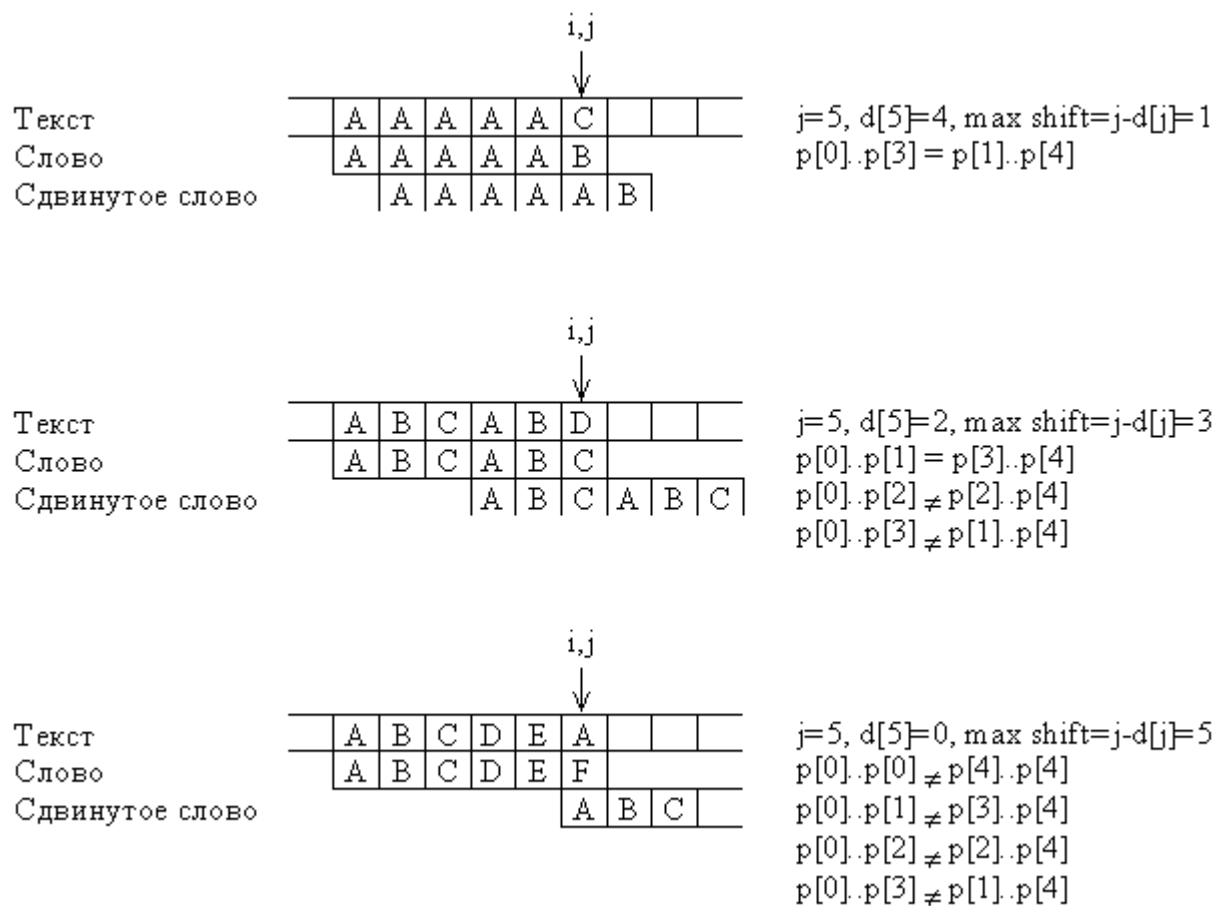 i,j
Текст A A A A A C j=5, d[5]=4, max shift=j-d[j]=1
Слово A A A A A B p[0]..p[3] = p[1]..p[4]
Сдвинутое слово A A A A A B
i,j
Текст A B C A B D j=5, d[5]=2, max shift=j-d[j]=3
Слово A B C A B C p[0]..p[1] = p[3]..p[4]
Сдвинутое слово A B C A B C p[0]..p[2] ≠ p[2]..p[4]
p[0]..p[3] ≠ p[1]..p[4]
i,j
Текст A B C D E A j=5, d[5]=0, max shift=j-d[j]=5
Слово A B C D E F p[0]..p[0] ≠ p[4]..p[4]
Сдвинутое слово A B C p[0]..p[1] ≠ p[3]..p[4]
p[0]..p[2] ≠ p[2]..p[4]
p[0]..p[3] ≠ p[1]..p[4]